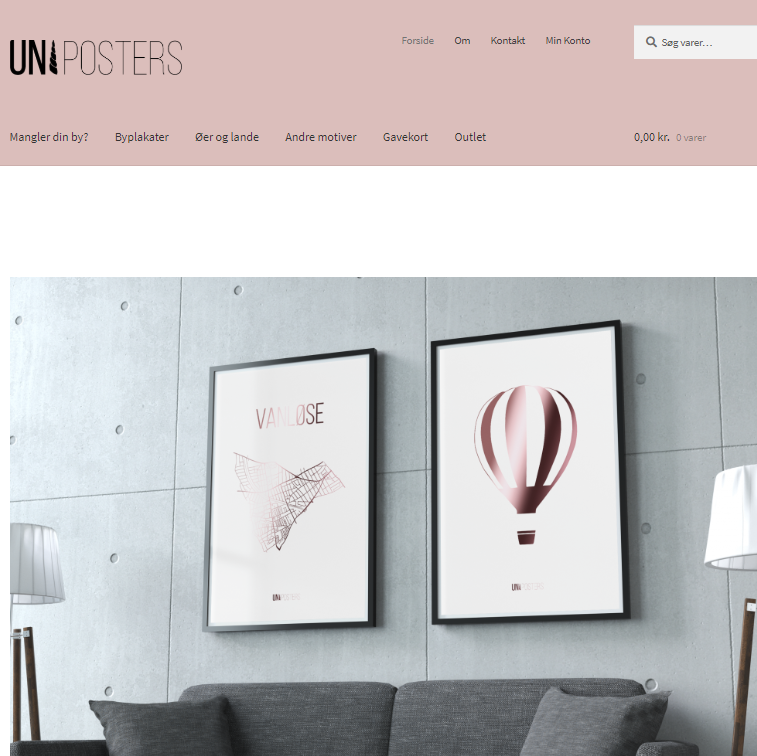 UNIPOSTERS
Forside Om Kontakt Min Konto
Søg varer…
Mangler din by? Byplakater Øer og lande Andre motiver Gavekort Outlet
0,00 kr. 0 varer
VANLØSE
UNIPOSTERS
UNIPOSTERS